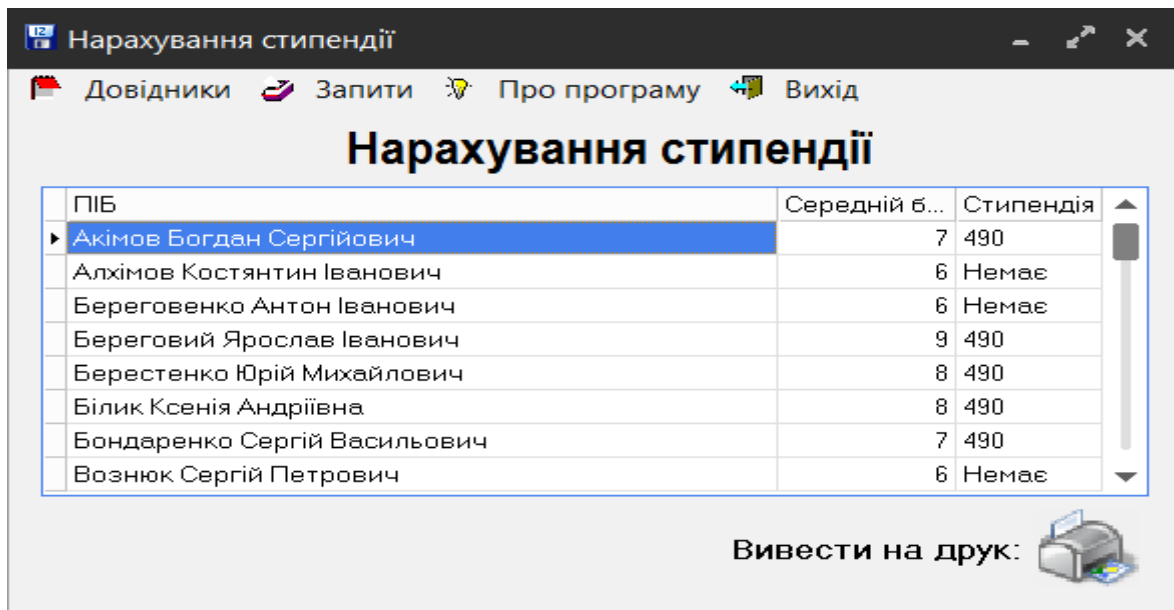 Нарахування стипендії
Довідники Запити Про програму Вихід
Нарахування стипендії
ПІБ Середній б... Стипендія
Акімов Богдан Сергійович 7 490
Алхімов Костянтин Іванович 6 Немає
Береговенко Антон Іванович 6 Немає
Береговий Ярослав Іванович 9 490
Берестенко Юрій Михайлович 8 490
Білик Ксенія Андріївна 8 490
Бондаренко Сергій Васильович 7 490
Вознюк Сергій Петрович 6 Немає
Вивести на друк: